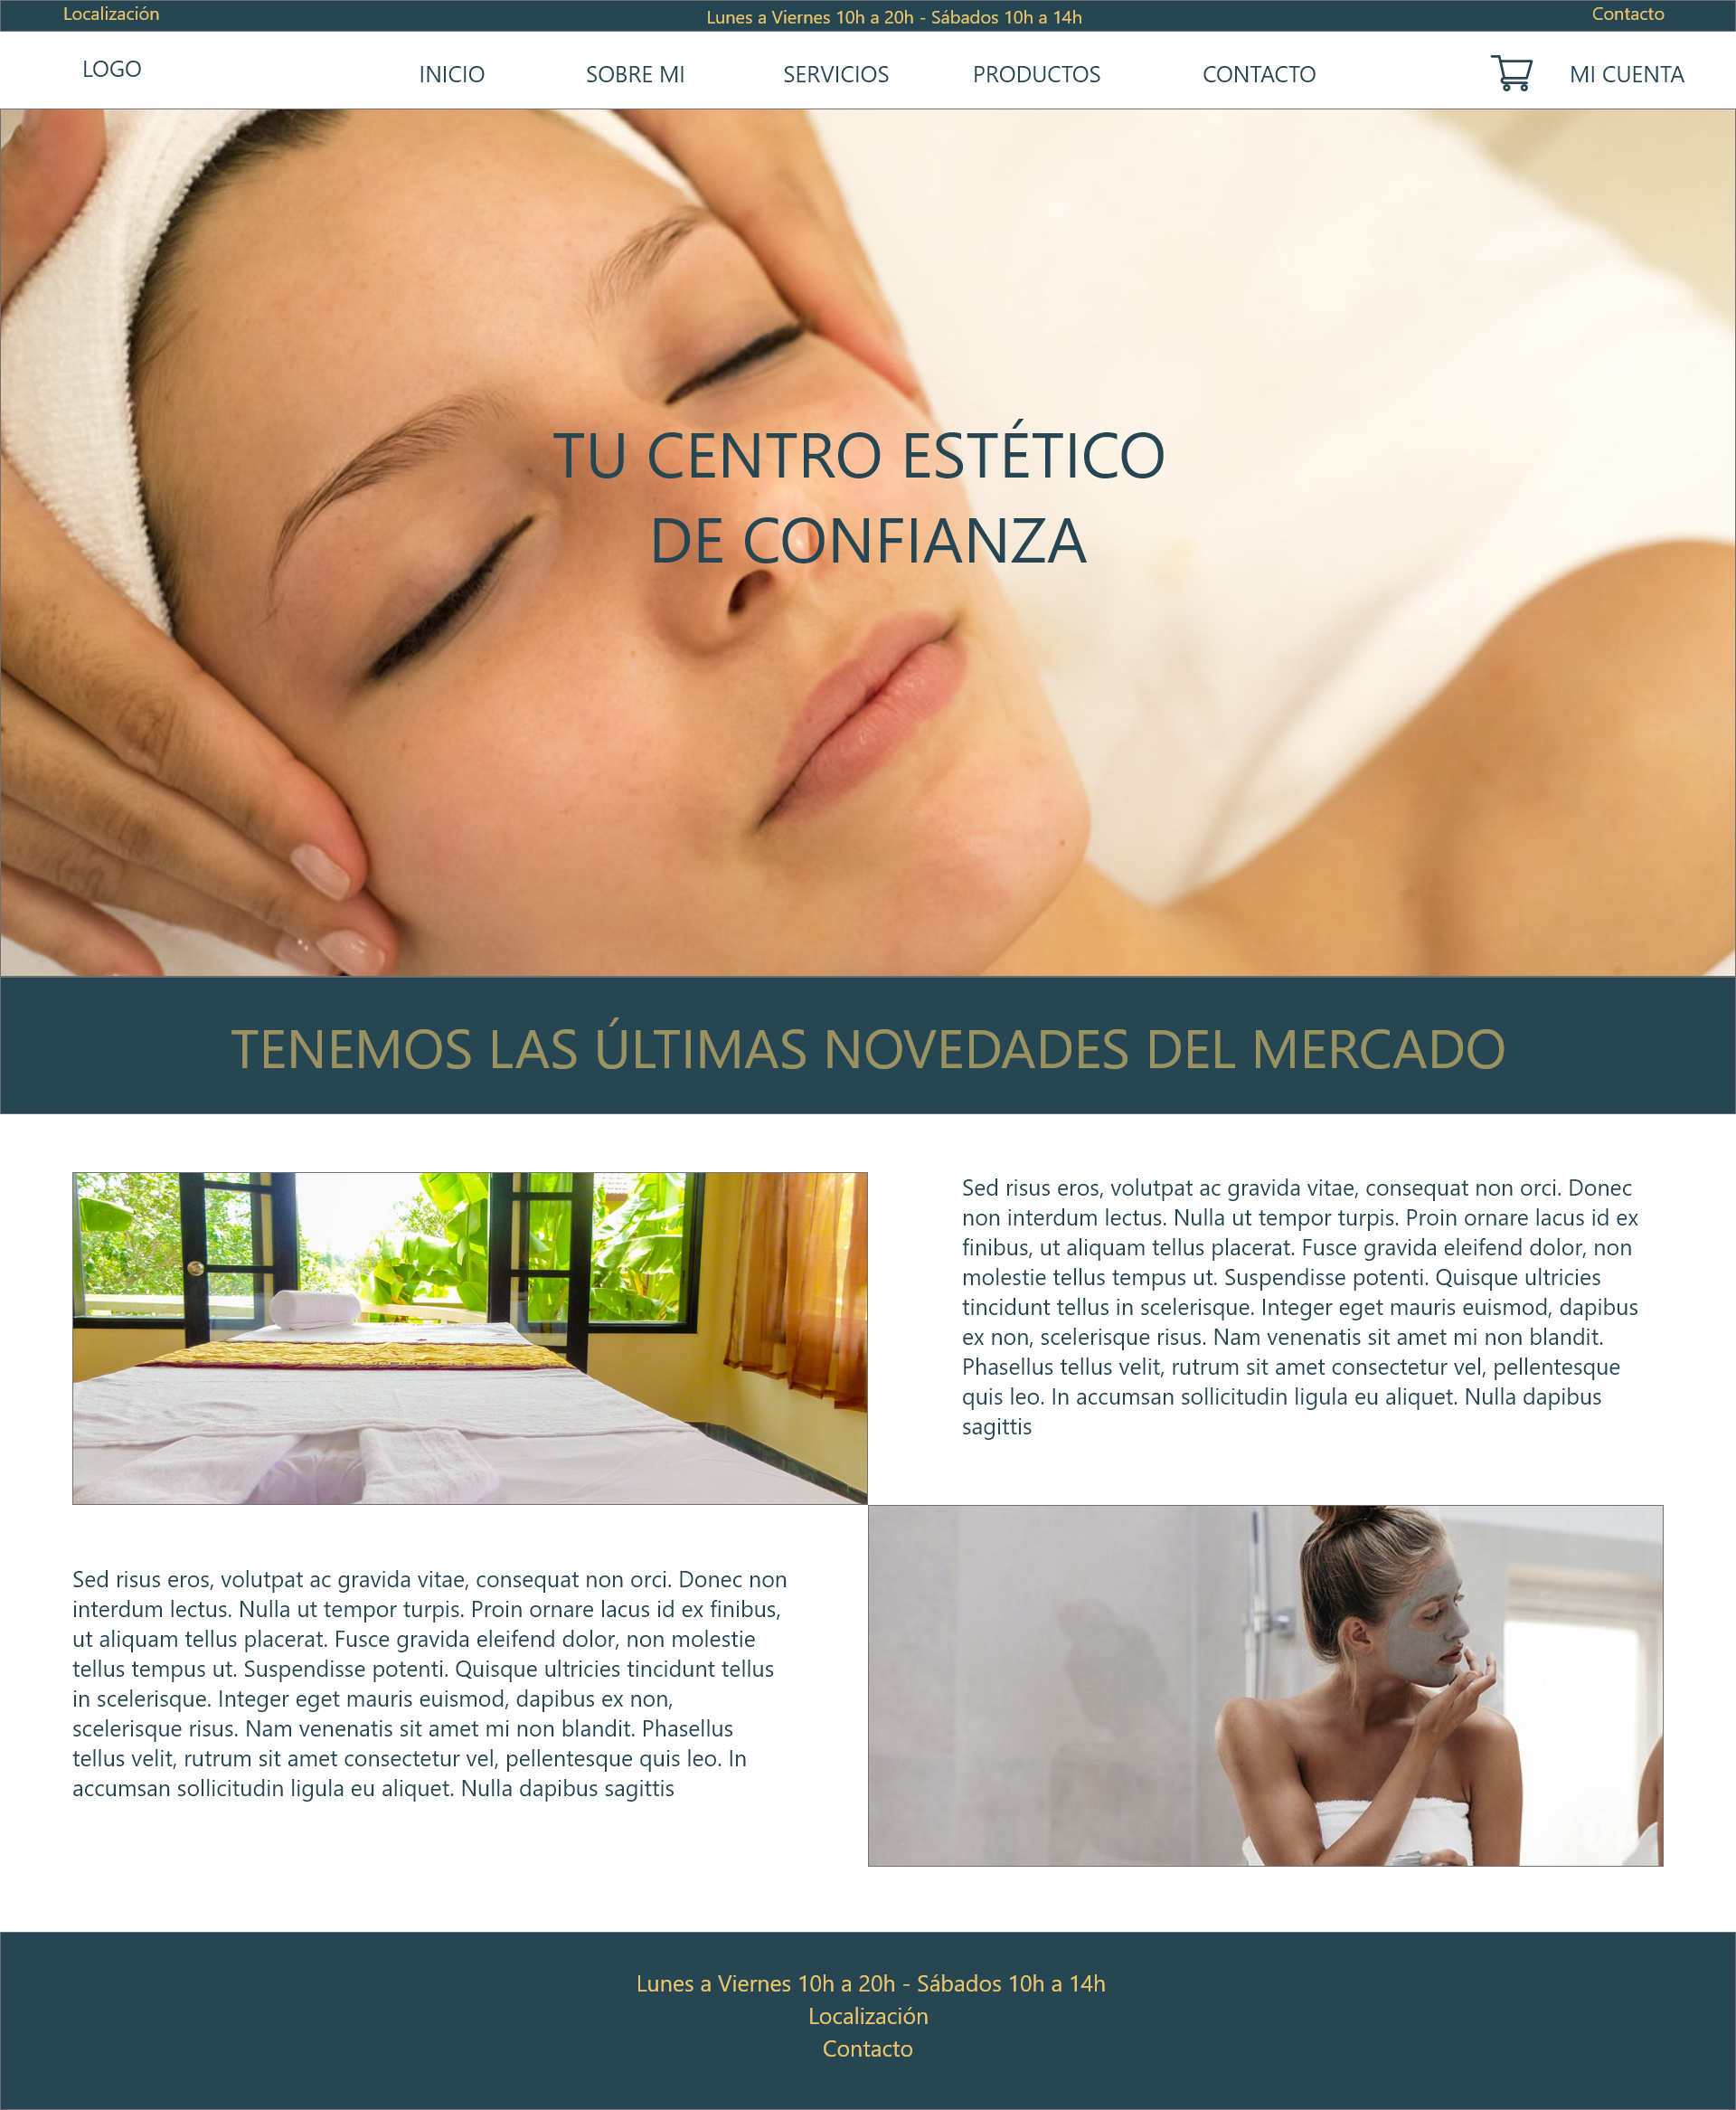 Localización
Lunes a Viernes 10h a 20h - Sábados 10h a 14h
Contacto
LOGO
INICIO
SOBRE MI
SERVICIOS
PRODUCTOS
CONTACTO
MI CUENTA
TU CENTRO ESTÉTICO
DE CONFIANZA
TENEMOS LAS ÚLTIMAS NOVEDADES DEL MERCADO
Sed risus eros, volutpat ac gravida vitae, consequat non orci. Donec
non interdum lectus. Nulla ut tempor turpis. Proin ornare lacus id ex
finibus, ut aliquam tellus placerat. Fusce gravida eleifend dolor, non
molestie tellus tempus ut. Suspendisse potenti. Quisque ultricies
tincidunt tellus in scelerisque. Integer eget mauris euismod, dapibus
ex non, scelerisque risus. Nam venenatis sit amet mi non blandit.
Phasellus tellus velit, rutrum sit amet consectetur vel, pellentesque
quis leo. In accumsan sollicitudin ligula eu aliquet. Nulla dapibus
sagittis
Sed risus eros, volutpat ac gravida vitae, consequat non orci. Donec non
interdum lectus. Nulla ut tempor turpis. Proin ornare lacus id ex finibus,
ut aliquam tellus placerat. Fusce gravida eleifend dolor, non molestie
tellus tempus ut. Suspendisse potenti. Quisque ultricies tincidunt tellus
in scelerisque. Integer eget mauris euismod, dapibus ex non,
scelerisque risus. Nam venenatis sit amet mi non blandit. Phasellus
tellus velit, rutrum sit amet consectetur vel, pellentesque quis leo. In
accumsan sollicitudin ligula eu aliquet. Nulla dapibus sagittis
Lunes a Viernes 10h a 20h - Sábados 10h a 14h
Localización
Contacto